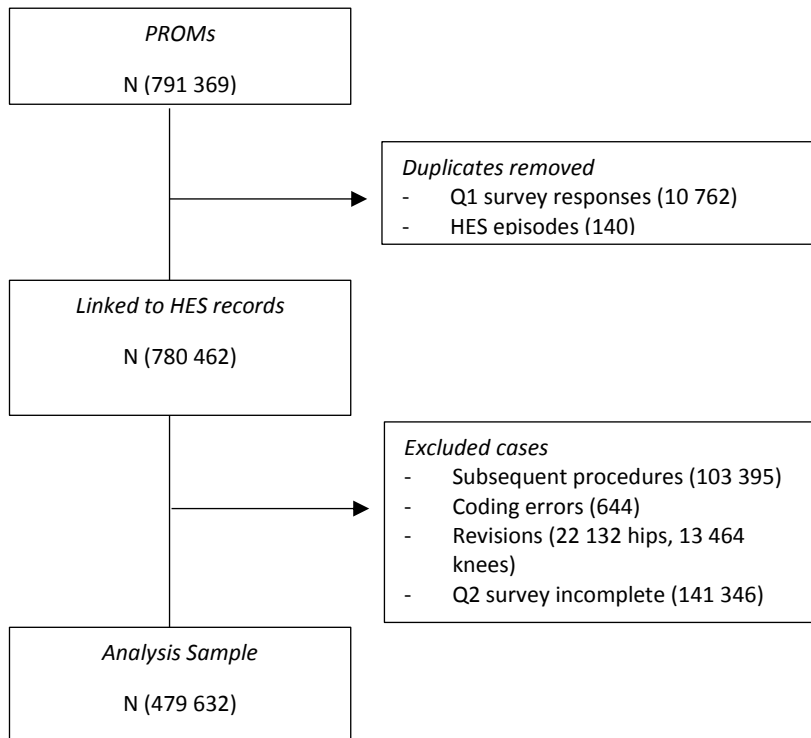 PROMs
N (791 369)
Duplicates removed
- Q1 survey responses (10 762)
- HES episodes (140)
Linked to HES records
N (780 462)
Excluded cases
- Subsequent procedures (103 395)
- Coding errors (644)
- Revisions (22 132 hips, 13 464
knees)
- Q2 survey incomplete (141 346)
Analysis Sample
N (479 632)